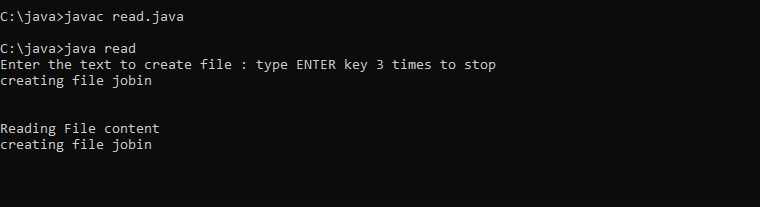 C:\java>javac read.java
C:\java>java read
Enter the text to create file : type ENTER key 3 times to stop
creating file jobin
Reading File content
creating file jobin